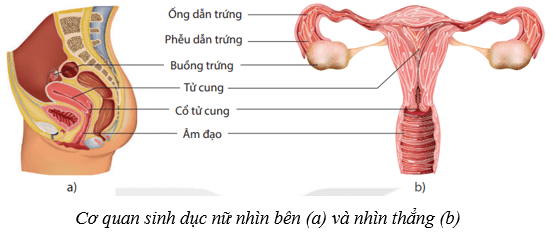 Ống dẫn trứng
Phễu dẫn trứng
Buồng trứng
Tử cung
Cổ tử cung
Âm đạo
a)
b)
Cơ quan sinh dục nữ nhìn bên (a) và nhìn thẳng (b)